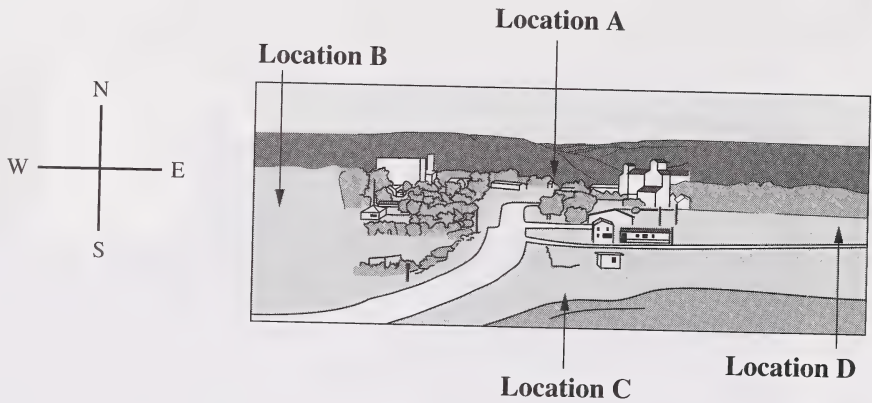 Location A
Location B
N
W
E
S
Location D
Location C